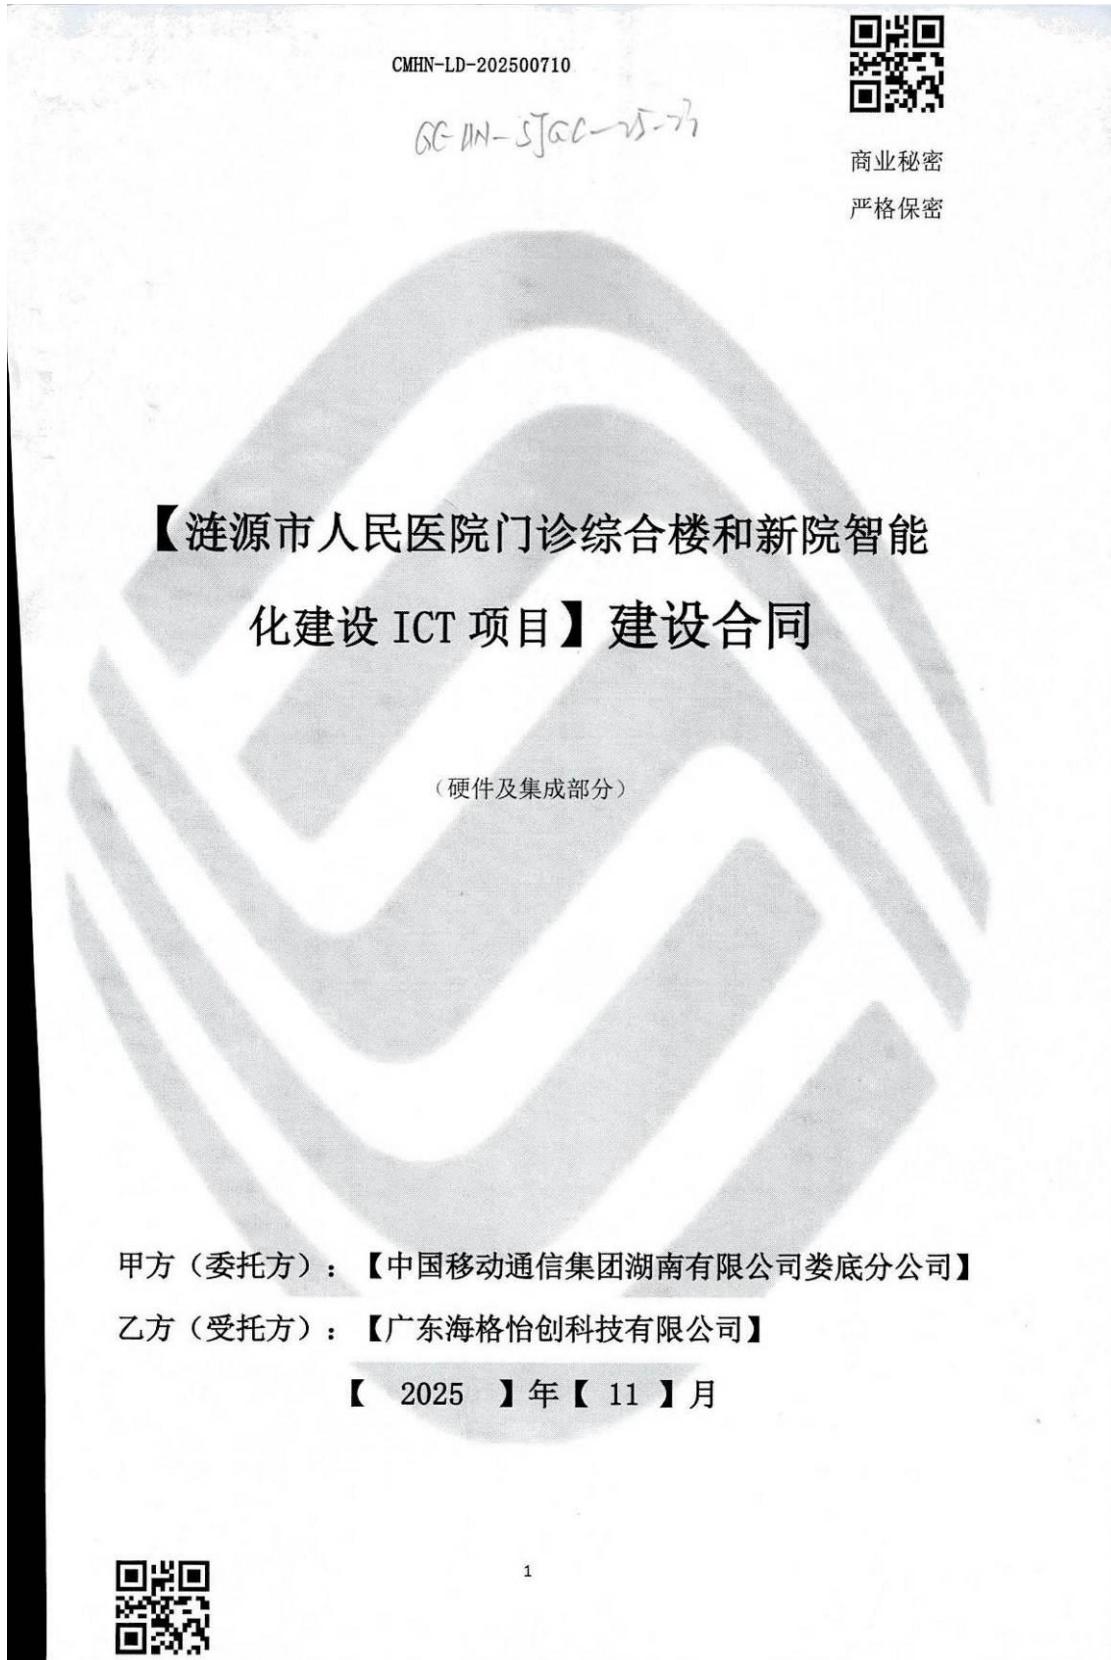 CMHN-LD-202500710
商业秘密
严格保密
【涟源市人民医院门诊综合楼和新院智能
化建设 ICT 项目】建设合同
（硬件及集成部分）
甲方（委托方）：【中国移动通信集团湖南有限公司娄底分公司】
乙方（受托方）：【广东海格怡创科技有限公司】
【 2025 】年【 11 】月
1